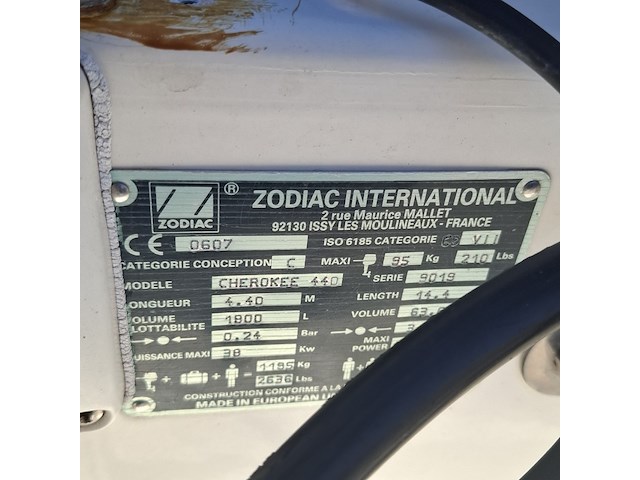 ZODIAC ® ZODIAC INTERNATIONAL
2 rue Maurice MALLET
92130 ISSY LES MOULINEAUX - FRANCE
CE 0607 ISO 6185 CATEGORIE VII
CATEGORIE CONCEPTION C MAXI 95 Kg 210 Lbs
MODELE CHEROKEE 440 SERIE 9019
LONGUEUR 4.40 M LENGTH 14.4
VOLUME 1800 L VOLUME
FLOTTABILITE 0.24 Bar
PUISSANCE MAXI 38 Kw MAXI POWER
+ + = 1195 Kg
2636 Lbs
CONSTRUCTION CONFORME A LA
MADE IN EUROPEAN